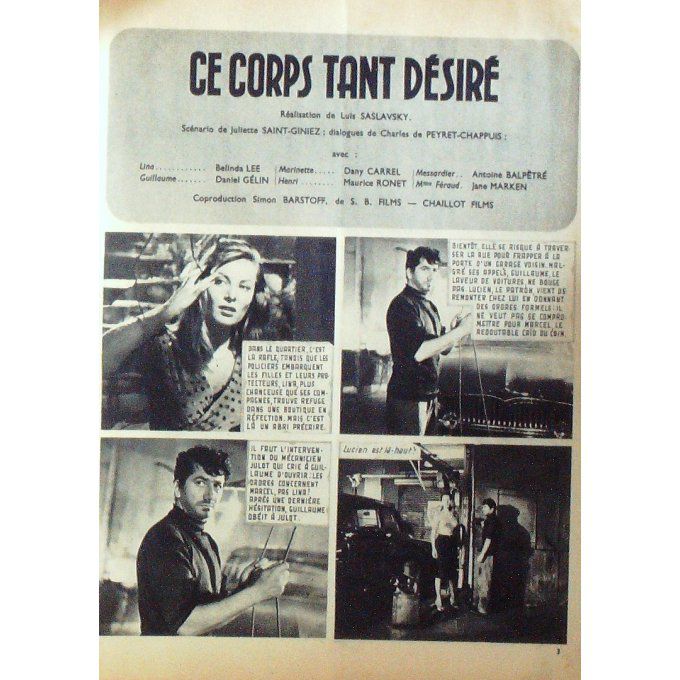 CE CORPS TANT DÉSIRÉ
Réalisation de Luis SASLAVSKY.
Scénario de Juliette SAINT-GINIEZ ; dialogues de Charles de PEYRET-CHAPPUIS :
avec :
Lina ............ Belinda LEE / Marinette ..... Dany CARREL / Messardier .. Antoine BALPÊTRÉ
Guillaume ....... Daniel GÉLIN / Henri ........ Maurice RONET / Mme Féraud. Jane MARKEN
Coproduction Simon BARSTOFF, de S. B. FILMS — CHAILLOT FILMS
DANS LE QUARTIER, C'EST
LA RAFLE, TANDIS QUE LES
POLICIERS EMBARQUENT
LES FILLES ET LEURS PRO-
TECTEURS, LINA, PLUS
CHANCEUSE QUE SES COM-
PAGNES, TROUVE REFUGE
DANS UNE BOUTIQUE EN
RÉFECTION. MAIS C'EST
LÀ UN ABRI PRÉCAIRE.
BIENTÔT, ELLE SE RISQUE À TRAVER-
SER LA RUE POUR FRAPPER À LA
PORTE D'UN GARAGE VOISIN. MAL-
GRÉ SES APPELS, GUILLAUME, LE
LAVEUR DE VOITURES, NE BOUGE
PAS. LUCIEN, LE PATRON VIENT DE
REMONTER CHEZ LUI EN DONNANT
DES ORDRES FORMELS: IL
NE VEUT PAS SE COMPRO-
METTRE POUR MARCEL, LE
REDOUTABLE CAÏD DU COIN.
IL FAUT L'INTERVEN-
TION DU MÉCANICIEN
JULOT QUI CRIE À GUIL-
LAUME D'OUVRIR: LES
ORDRES CONCERNENT
MARCEL, PAS LINA!
APRÈS UNE DERNIÈRE
HÉSITATION, GUILLAUME
OBÉIT À JULOT.
Lucien est là-haut?
3